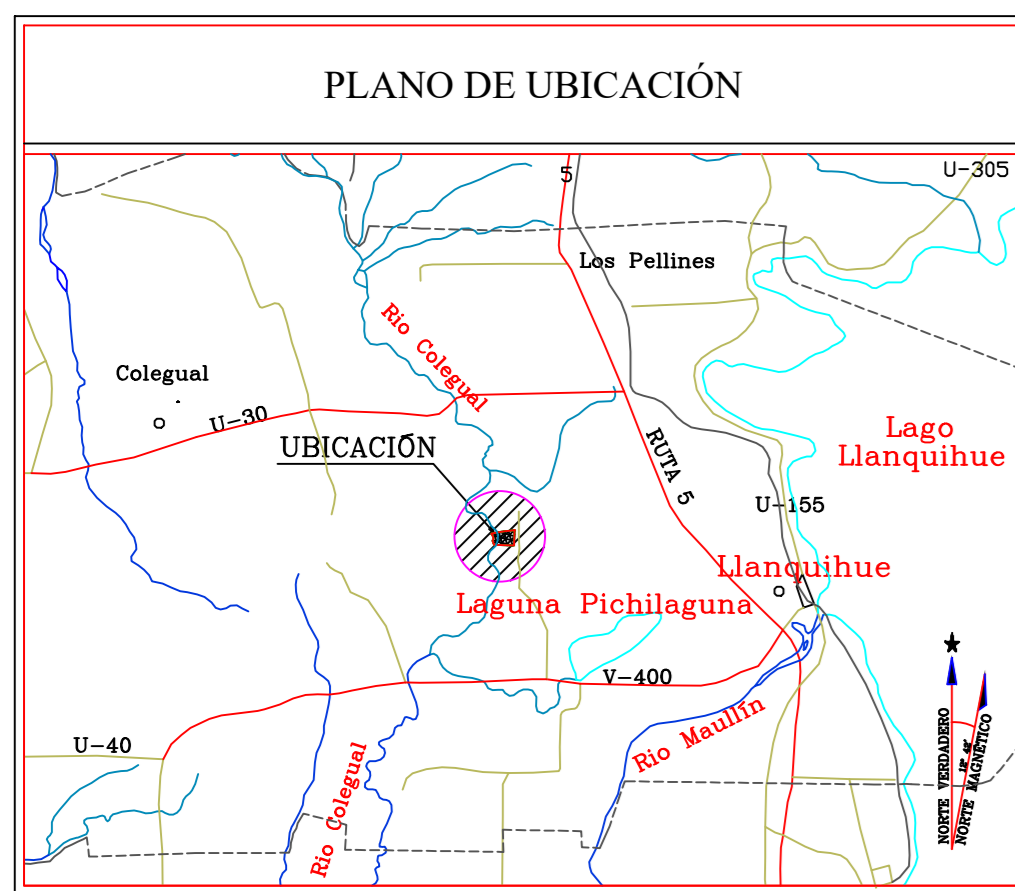 PLANO DE UBICACIÓN
5
U-305
Los Pellines
Rio Colegual
Colegual
U-30
UBICACIÓN
RUTA 5
Lago
Llanquihue
U-155
Llanquihue
Laguna Pichilaguna
V-400
Rio Maullín
U-40
Rio Colegual
NORTE VERDADERO
NORTE MAGNÉTICO